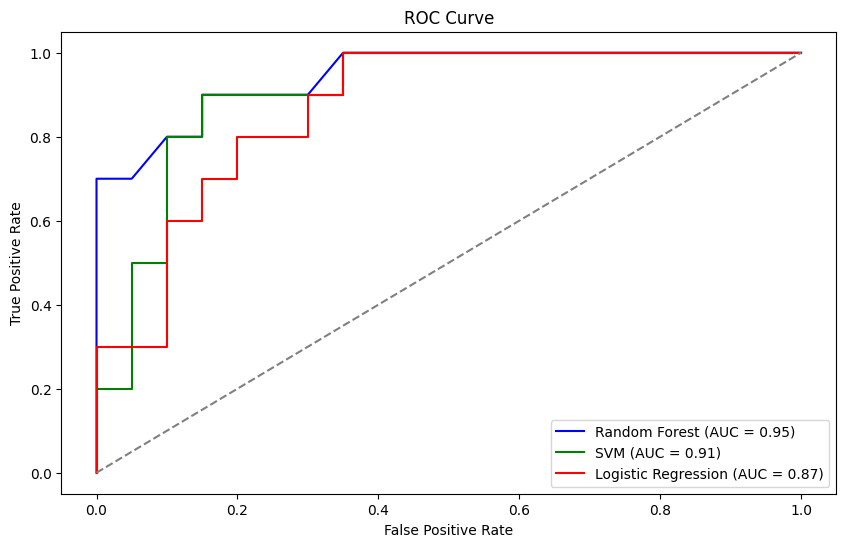 ROC Curve
True Positive Rate
1.0
0.8
0.6
0.4
0.2
0.0
0.0 0.2 0.4 0.6 0.8 1.0
False Positive Rate
Random Forest (AUC = 0.95)
SVM (AUC = 0.91)
Logistic Regression (AUC = 0.87)